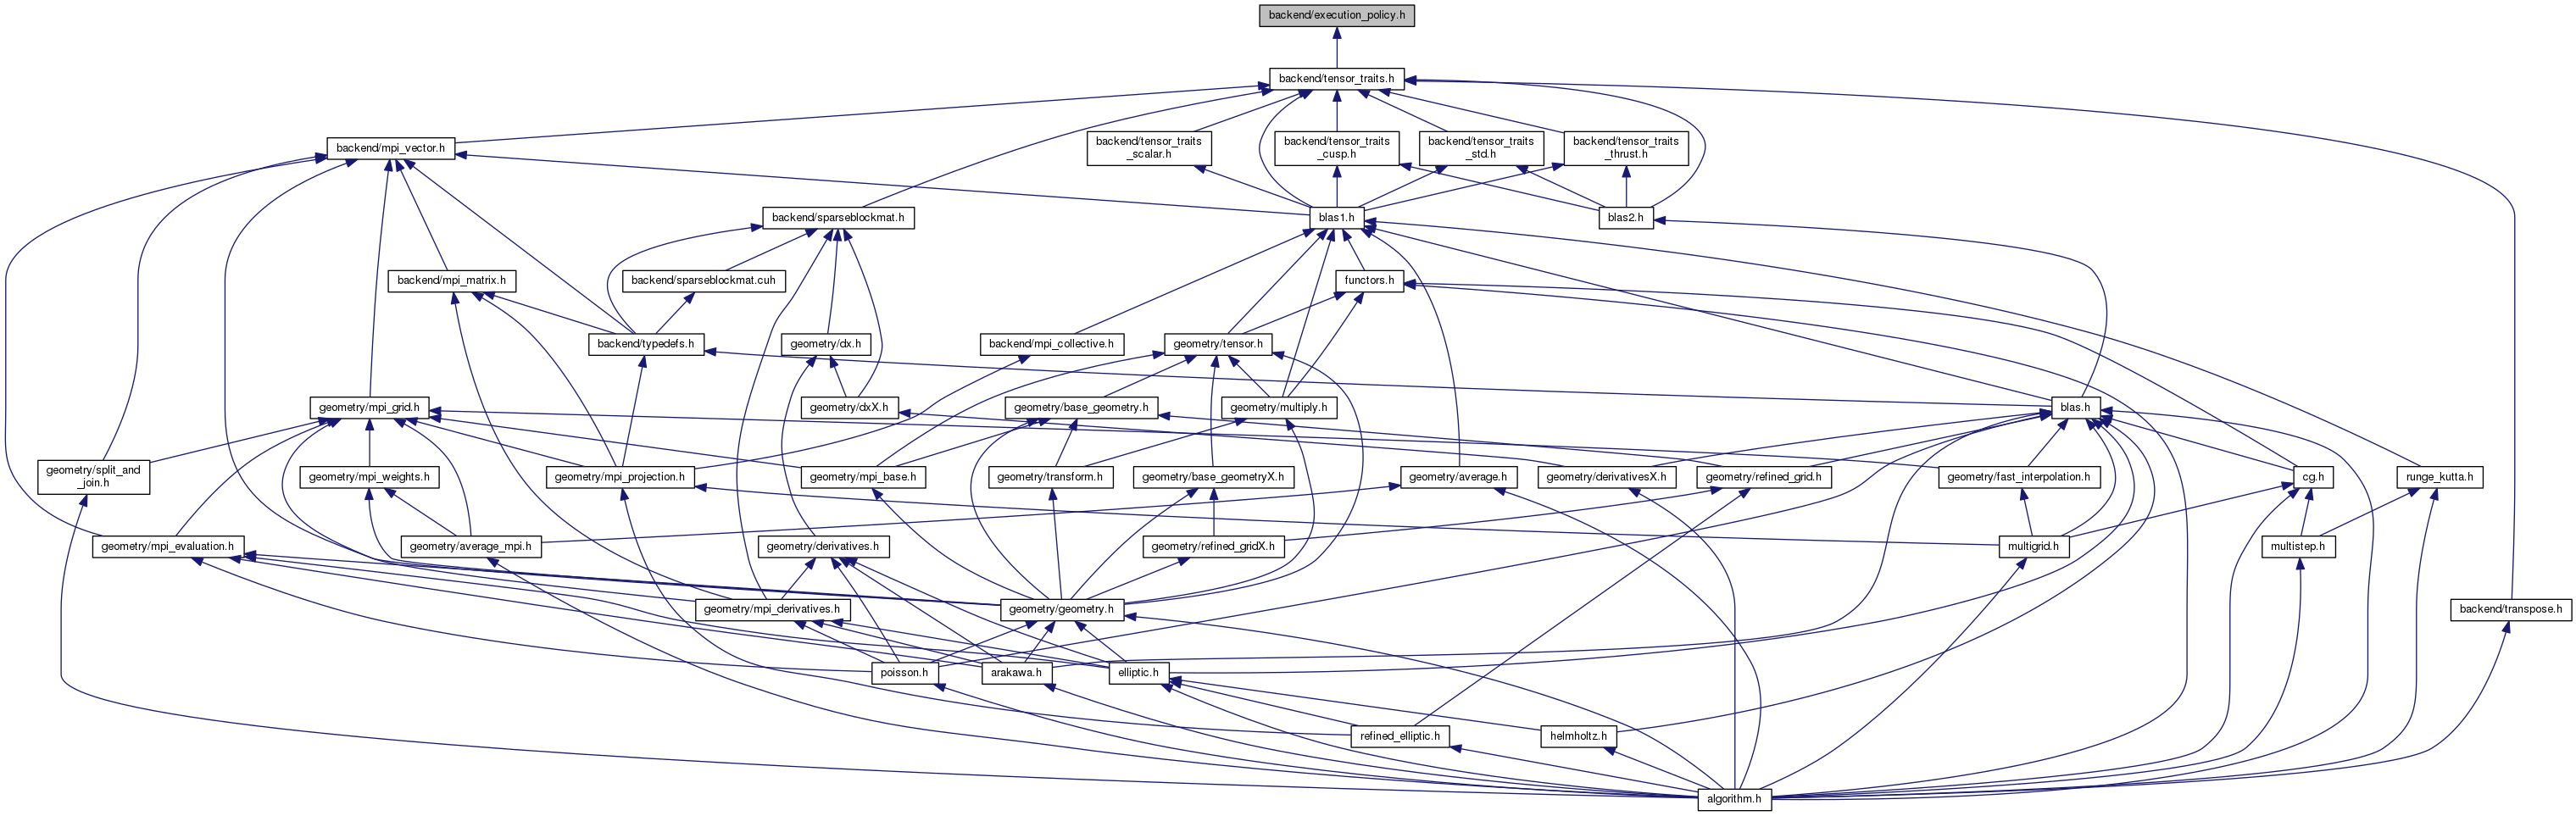 backend/execution_policy.h
backend/tensor_traits.h
backend/mpi_vector.h
backend/tensor_traits
_scalar.h
backend/tensor_traits
_cusp.h
backend/tensor_traits
_std.h
backend/tensor_traits
_thrust.h
backend/sparseblockmat.h
blas1.h
blas2.h
backend/mpi_matrix.h
backend/sparseblockmat.cuh
functors.h
backend/typedefs.h
geometry/dx.h
backend/mpi_collective.h
geometry/tensor.h
geometry/mpi_grid.h
geometry/dxX.h
geometry/base_geometry.h
geometry/multiply.h
blas.h
geometry/split_and
_join.h
geometry/mpi_weights.h
geometry/mpi_projection.h
geometry/mpi_base.h
geometry/transform.h
geometry/base_geometryX.h
geometry/average.h
geometry/derivativesX.h
geometry/refined_grid.h
geometry/fast_interpolation.h
cg.h
runge_kutta.h
geometry/mpi_evaluation.h
geometry/average_mpi.h
geometry/derivatives.h
geometry/refined_gridX.h
multigrid.h
multistep.h
geometry/mpi_derivatives.h
geometry/geometry.h
backend/transpose.h
poisson.h
arakawa.h
elliptic.h
refined_elliptic.h
helmholtz.h
algorithm.h